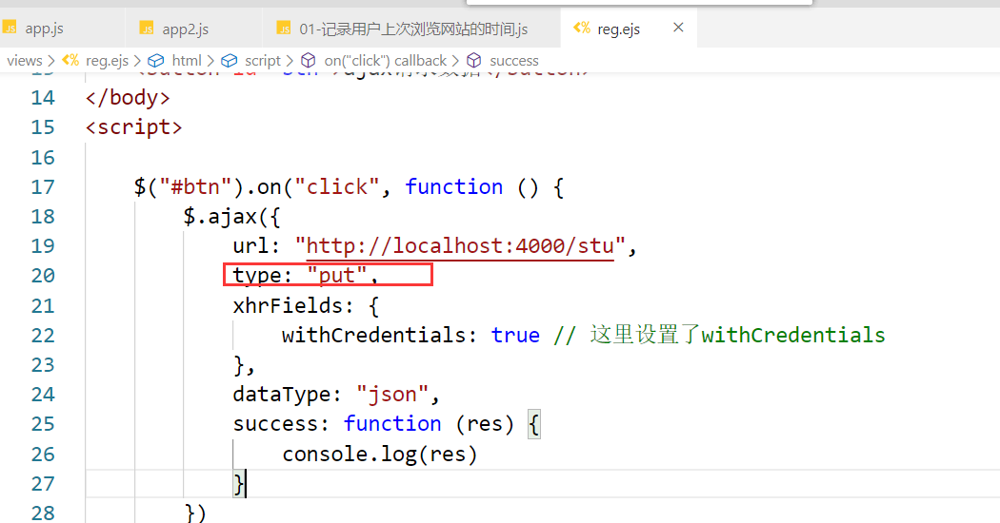 JS app.js JS app2.js JS 01-记录用户上次浏览网站的时间.js <% reg.ejs ×
views > <% reg.ejs > html > script > on("click") callback > success
14 </body>
15 <script>
16
17 $("#btn").on("click", function () {
18 $.ajax({
19 url: "http://localhost:4000/stu",
20 type: "put",
21 xhrFields: {
22 withCredentials: true // 这里设置了withCredentials
23 },
24 dataType: "json",
25 success: function (res) {
26 console.log(res)
27 }
28 })